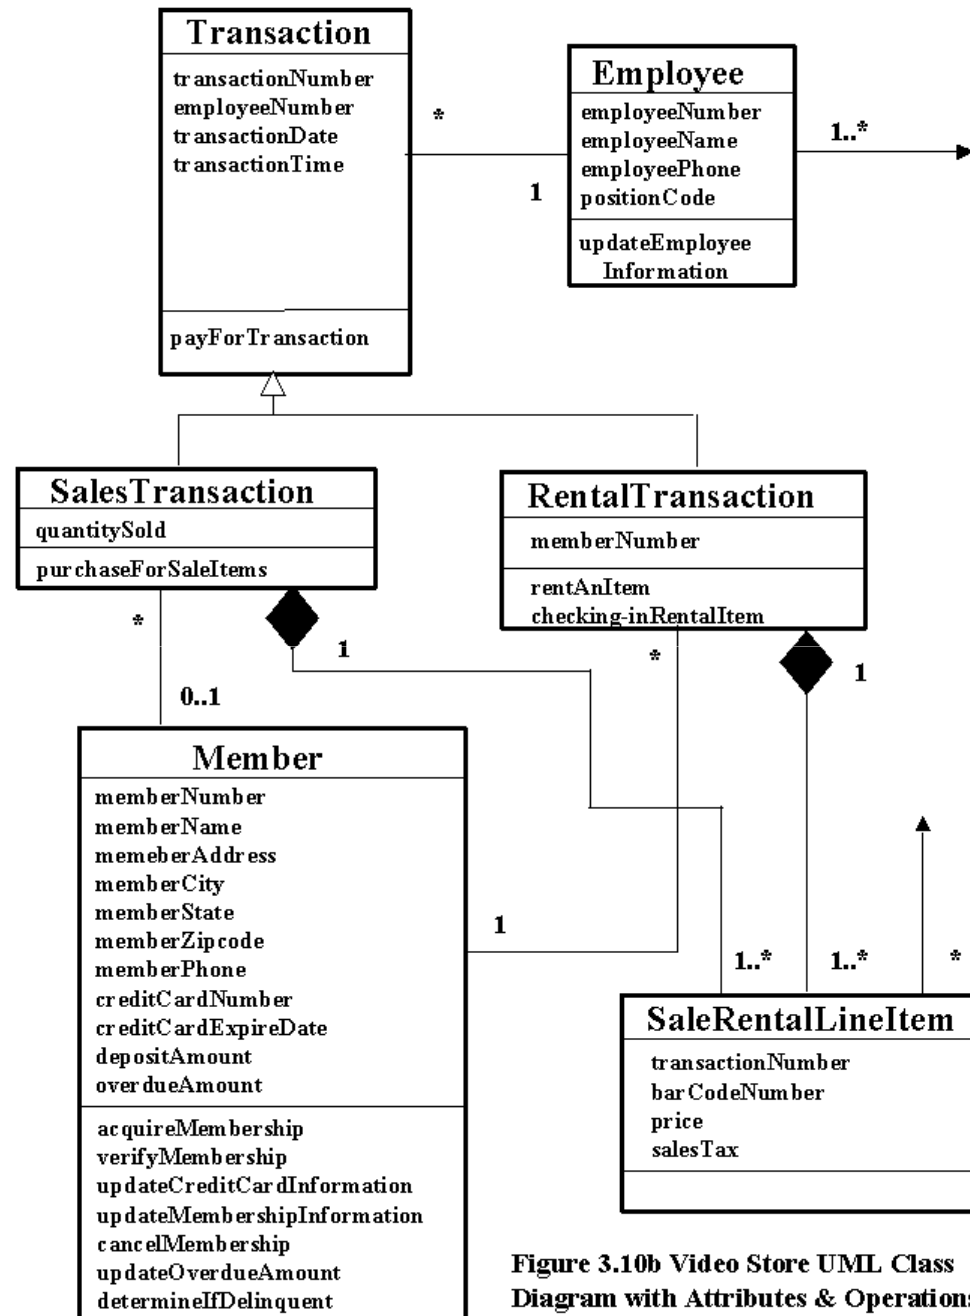 Transaction
transactionNumber
employeeNumber
transactionDate
transactionTime
payForTransaction
*
1
Employee
employeeNumber
employeeName
employeePhone
positionCode
updateEmployee
Information
1..*
SalesTransaction
quantitySold
purchaseForSaleItems
RentalTransaction
memberNumber
rentAnItem
checking-inRentalItem
*
1
*
1
0..1
Member
memberNumber
memberName
memeberAddress
memberCity
memberState
memberZipcode
memberPhone
creditCardNumber
creditCardExpireDate
depositAmount
overdueAmount
acquireMembership
verifyMembership
updateCreditCardInformation
updateMembershipInformation
cancelMembership
updateOverdueAmount
determineIfDelinquent
1
1..*
1..*
*
SaleRentalLineItem
transactionNumber
barCodeNumber
price
salesTax
Figure 3.10b Video Store UML Class
Diagram with Attributes & Operations